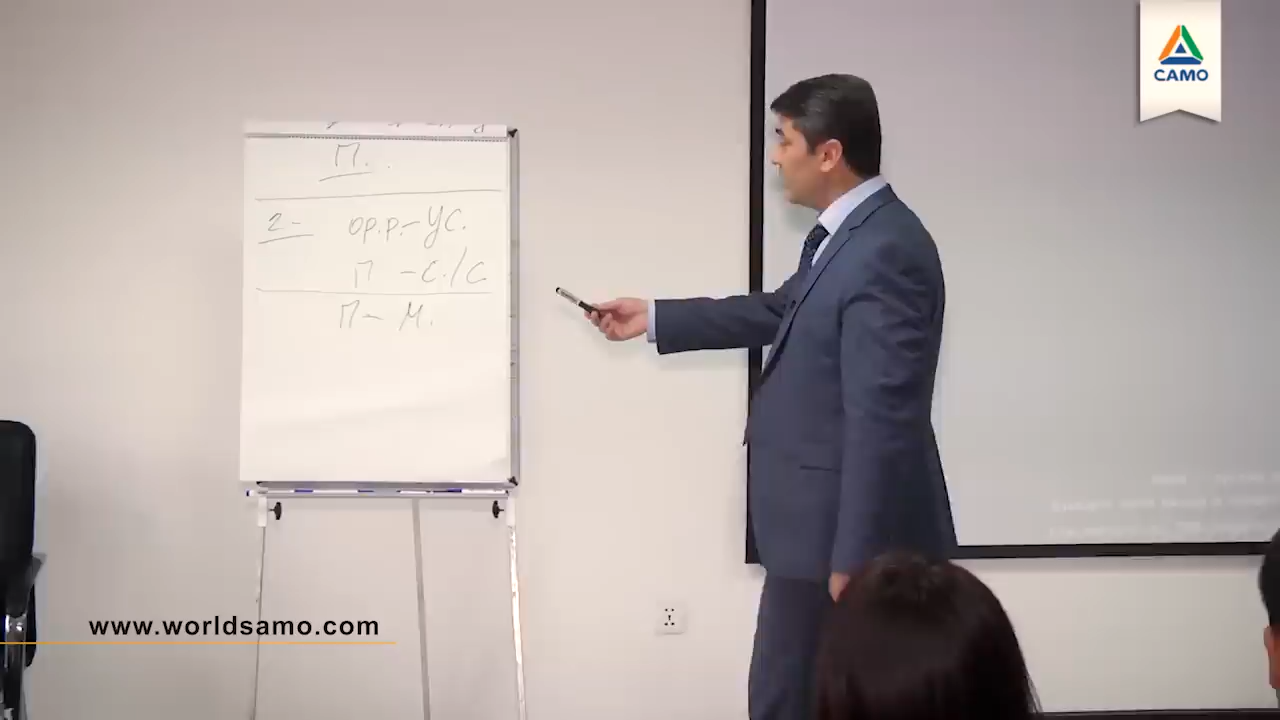 САМО
П.
2-
ор.р.-УС.
П -С./С
П- М.
www.worldsamo.com